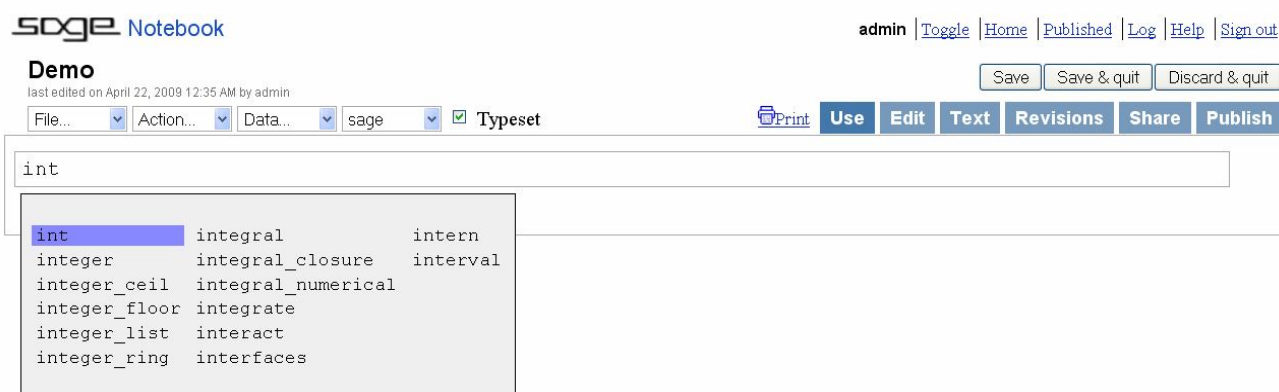 sage Notebook
admin | Toggle | Home | Published | Log | Help | Sign out
Demo
last edited on April 22, 2009 12:35 AM by admin
Save Save & quit Discard & quit
File... Action... Data... sage Typeset
Print Use Edit Text Revisions Share Publish
int
int integral intern
integer integral_closure interval
integer_ceil integral_numerical
integer_floor integrate
integer_list interact
integer_ring interfaces